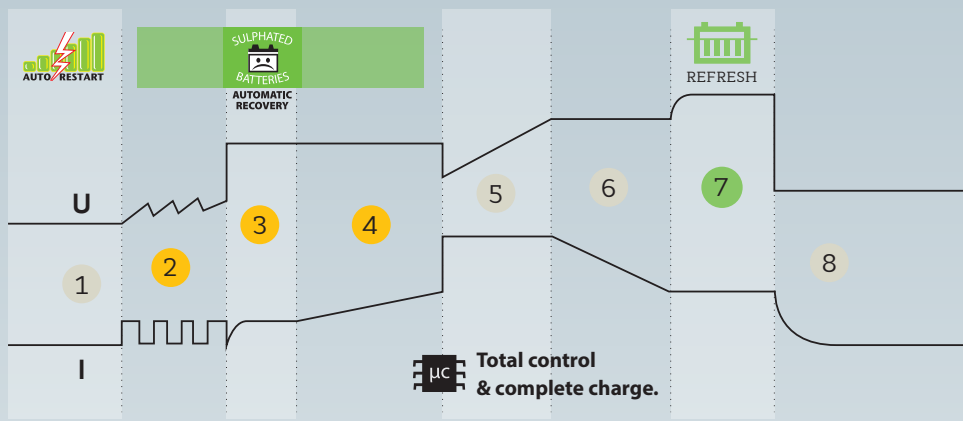 AUTO RESTART
SULPHATED
BATTERIES
AUTOMATIC
RECOVERY
REFRESH
U
1
2
3
4
5
6
7
8
I
μc
Total control
& complete charge.